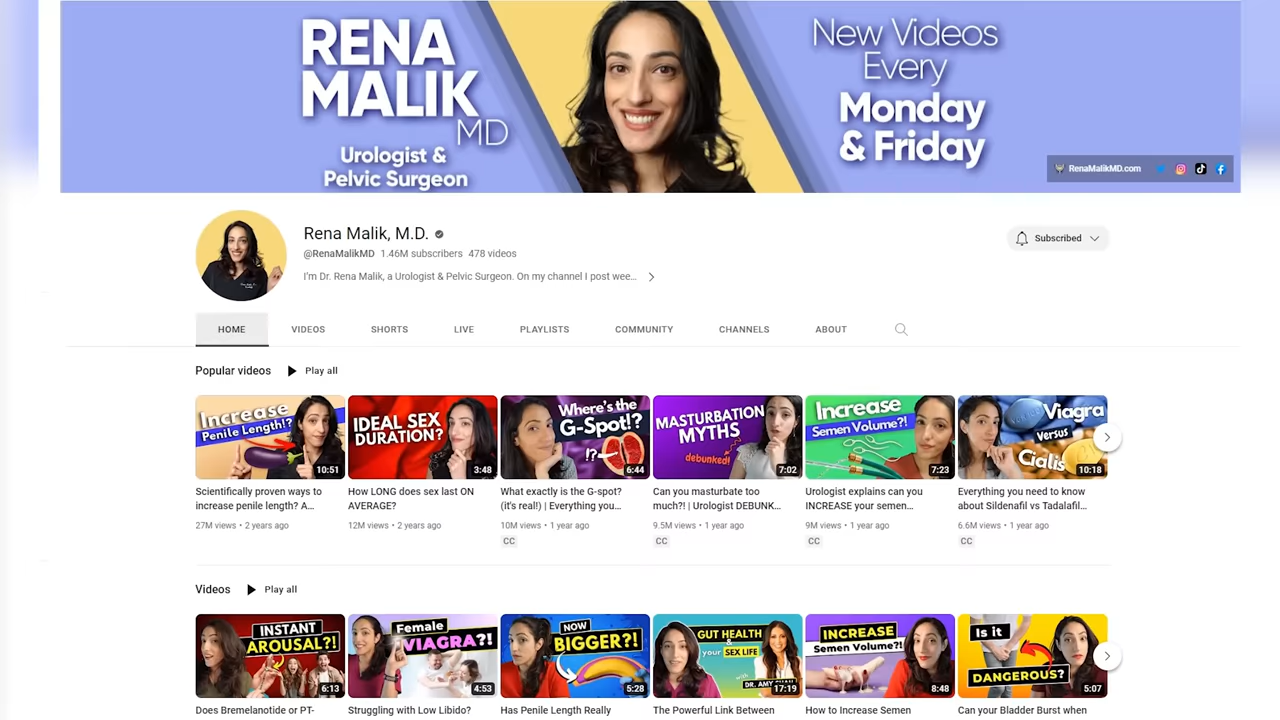 RENA
MALIK
MD
Urologist &
Pelvic Surgeon
New Videos
Every
Monday
& Friday
RenaMalikMD.com
Rena Malik, M.D.
@RenaMalikMD 1.46M subscribers 478 videos
I'm Dr. Rena Malik, a Urologist & Pelvic Surgeon. On my channel I post wee...
Subscribed
HOME VIDEOS SHORTS LIVE PLAYLISTS COMMUNITY CHANNELS ABOUT
Popular videos Play all
Increase
Penile Length!?
10:51
IDEAL SEX
DURATION?
3:48
Where's the
G-Spot!?
!?
6:44
MASTURBATION
MYTHS
debunked!
7:02
Increase
Semen Volume?!
7:23
Viagra
Versus
Cialis
10:18
Scientifically proven ways to
increase penile length? A...
27M views • 2 years ago
How LONG does sex last ON
AVERAGE?
12M views • 2 years ago
What exactly is the G-spot?
(it's real!) | Everything you...
10M views • 1 year ago
CC
Can you masturbate too
much?! | Urologist DEBUNK...
9.5M views • 1 year ago
CC
Urologist explains can you
INCREASE your semen...
9M views • 1 year ago
CC
Everything you need to know
about Sildenafil vs Tadalafil...
6.6M views • 1 year ago
CC
Videos Play all
INSTANT
AROUSAL?!
6:13
Female
VIAGRA?!
4:53
NOW
BIGGER?!
5:28
GUT HEALTH
&
your SEX LIFE
with
DR. AMY
17:19
INCREASE
Semen Volume?!
8:48
Is it
DANGEROUS?
5:07
Does Bremelanotide or PT-
Struggling with Low Libido?
Has Penile Length Really
The Powerful Link Between
How to Increase Semen
Can your Bladder Burst when